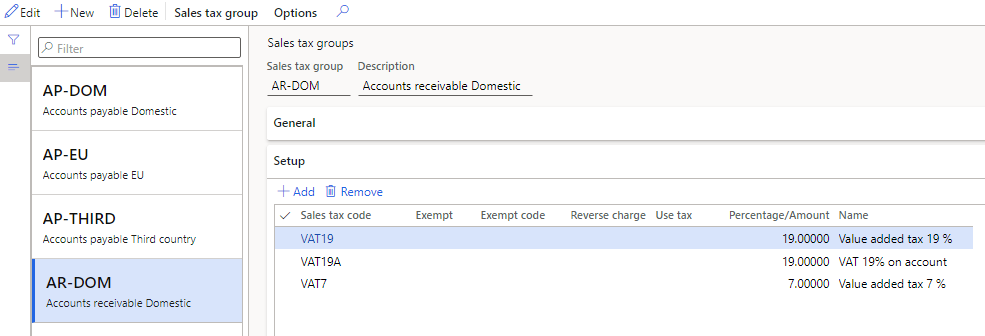 Edit New Delete Sales tax group Options
Filter
AP-DOM
Accounts payable Domestic
AP-EU
Accounts payable EU
AP-THIRD
Accounts payable Third country
AR-DOM
Accounts receivable Domestic
Sales tax groups
Sales tax group Description
AR-DOM Accounts receivable Domestic
General
Setup
Add Remove
Sales tax code Exempt Exempt code Reverse charge Use tax Percentage/Amount Name
VAT19 19.00000 Value added tax 19 %
VAT19A 19.00000 VAT 19% on account
VAT7 7.00000 Value added tax 7 %